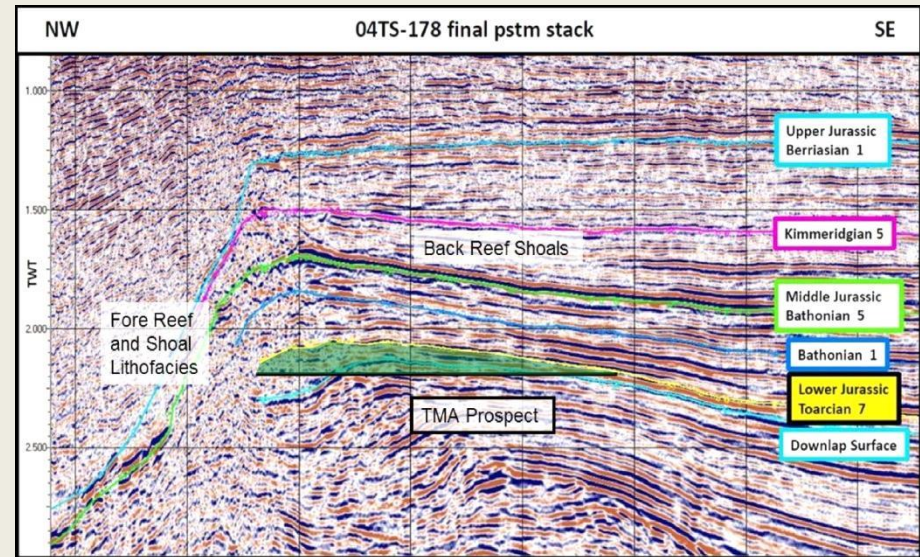 NW
04TS-178 final pstm stack
SE
1.000
Upper Jurassic
Berriasian 1
1.500
Kimmeridgian 5
Back Reef Shoals
TWT
Middle Jurassic
Bathonian 5
Fore Reef
and Shoal
Lithofacies
2.000
Bathonian 1
Lower Jurassic
Toarcian 7
TMA Prospect
Downlap Surface
2.500